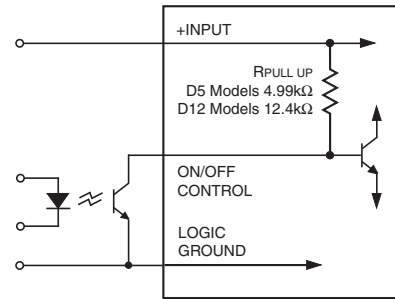 +INPUT
RPULL UP
D5 Models 4.99kΩ
D12 Models 12.4kΩ
ON/OFF
CONTROL
LOGIC
GROUND